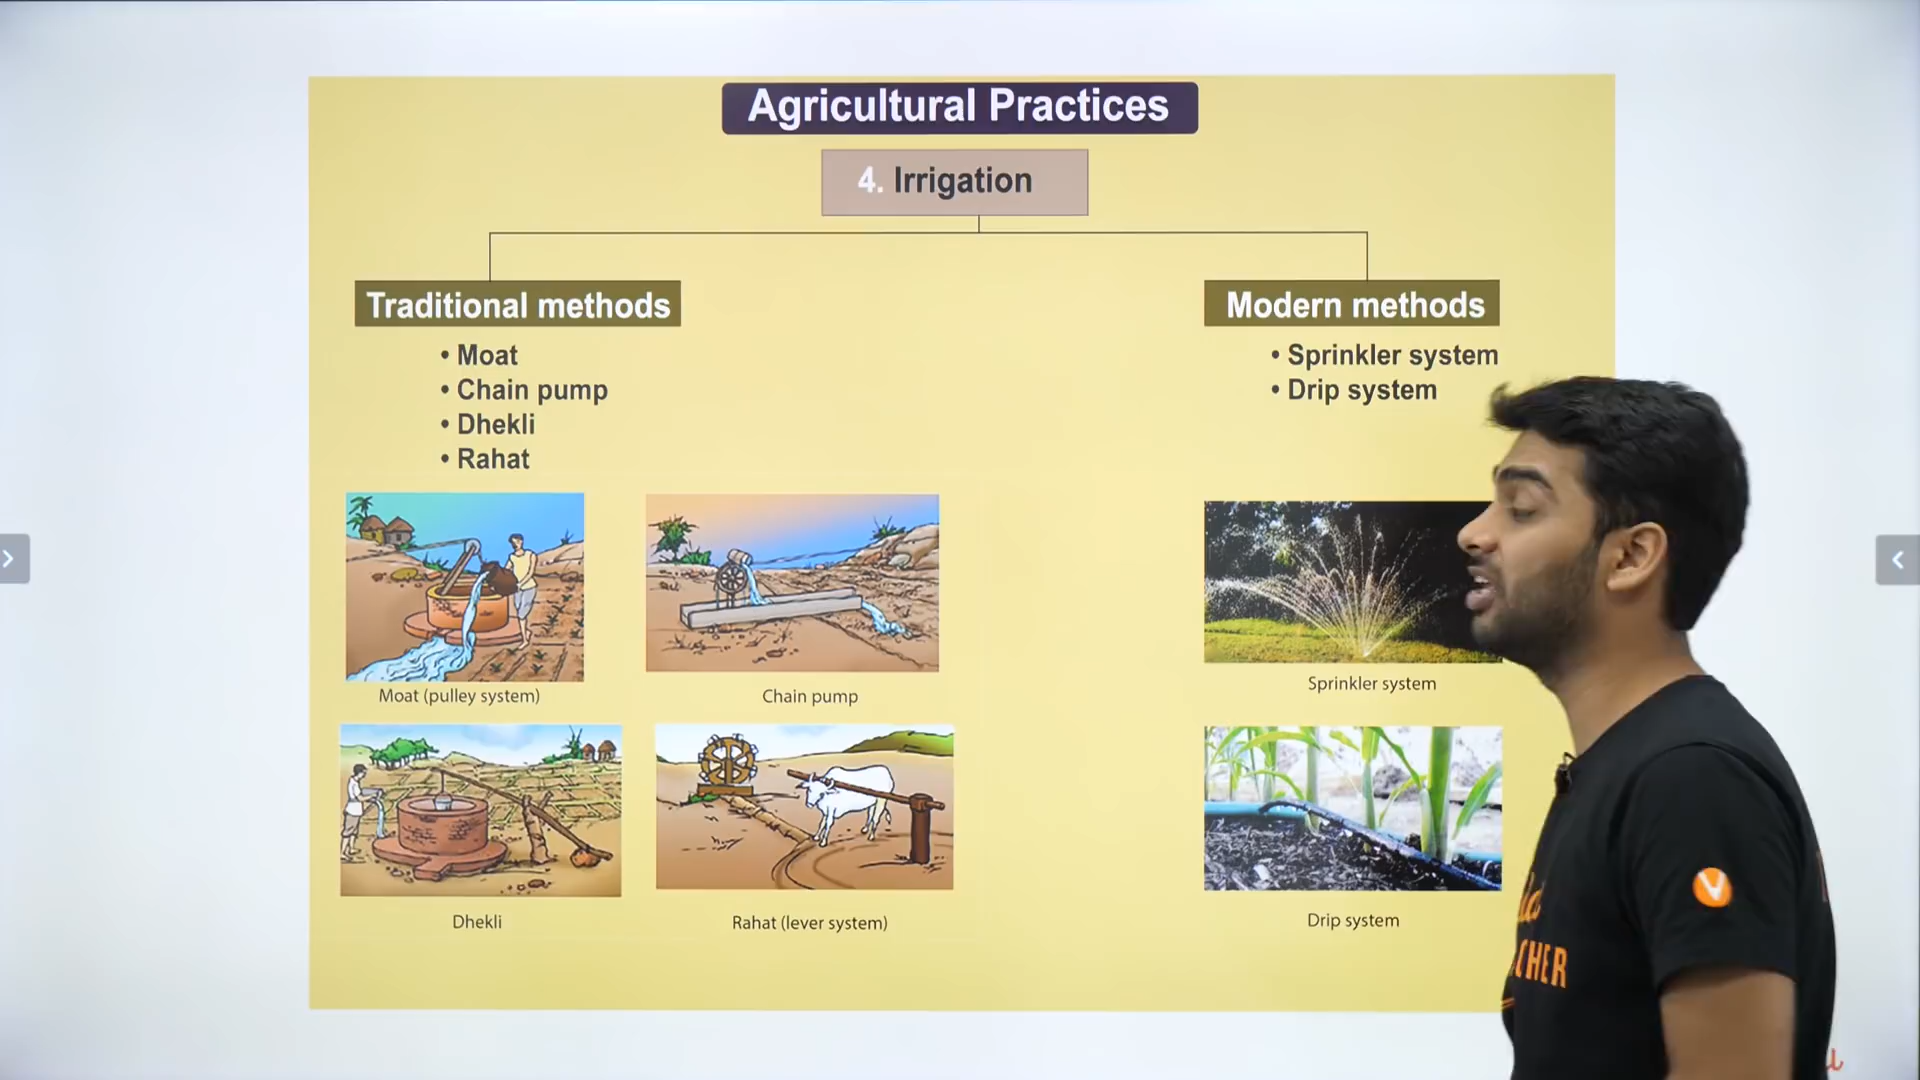 Agricultural Practices
4. Irrigation
Traditional methods
• Moat
• Chain pump
• Dhekli
• Rahat
Modern methods
• Sprinkler system
• Drip system
Moat (pulley system)
Chain pump
Dhekli
Rahat (lever system)
Sprinkler system
Drip system
V